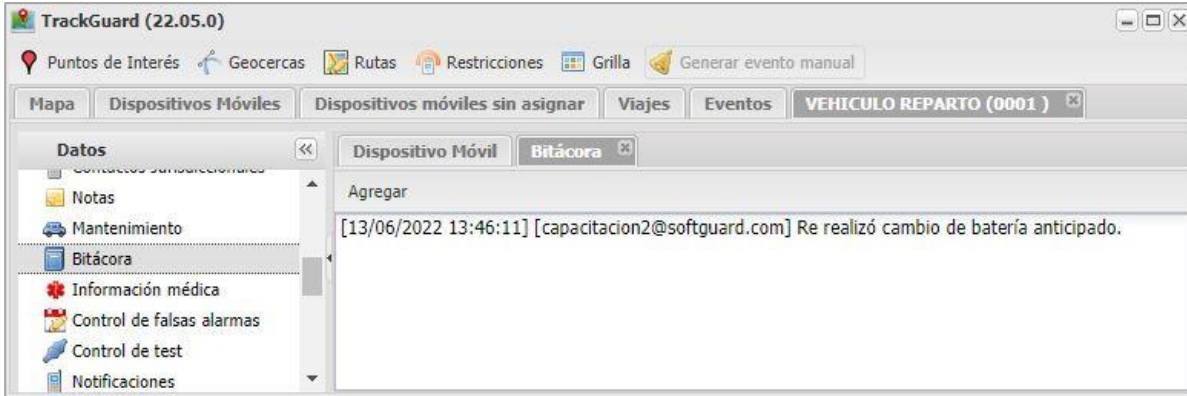 TrackGuard (22.05.0)
Puntos de Interés Geocercas Rutas Restricciones Grilla Generar evento manual
Mapa Dispositivos Móviles Dispositivos móviles sin asignar Viajes Eventos VEHICULO REPARTO (0001 )
Datos
Contactos Jurisdiccionales
Notas
Mantenimiento
Bitácora
Información médica
Control de falsas alarmas
Control de test
Notificaciones
Dispositivo Móvil Bitácora
Agregar
[13/06/2022 13:46:11] [capacitacion2@softguard.com] Re realizó cambio de batería anticipado.